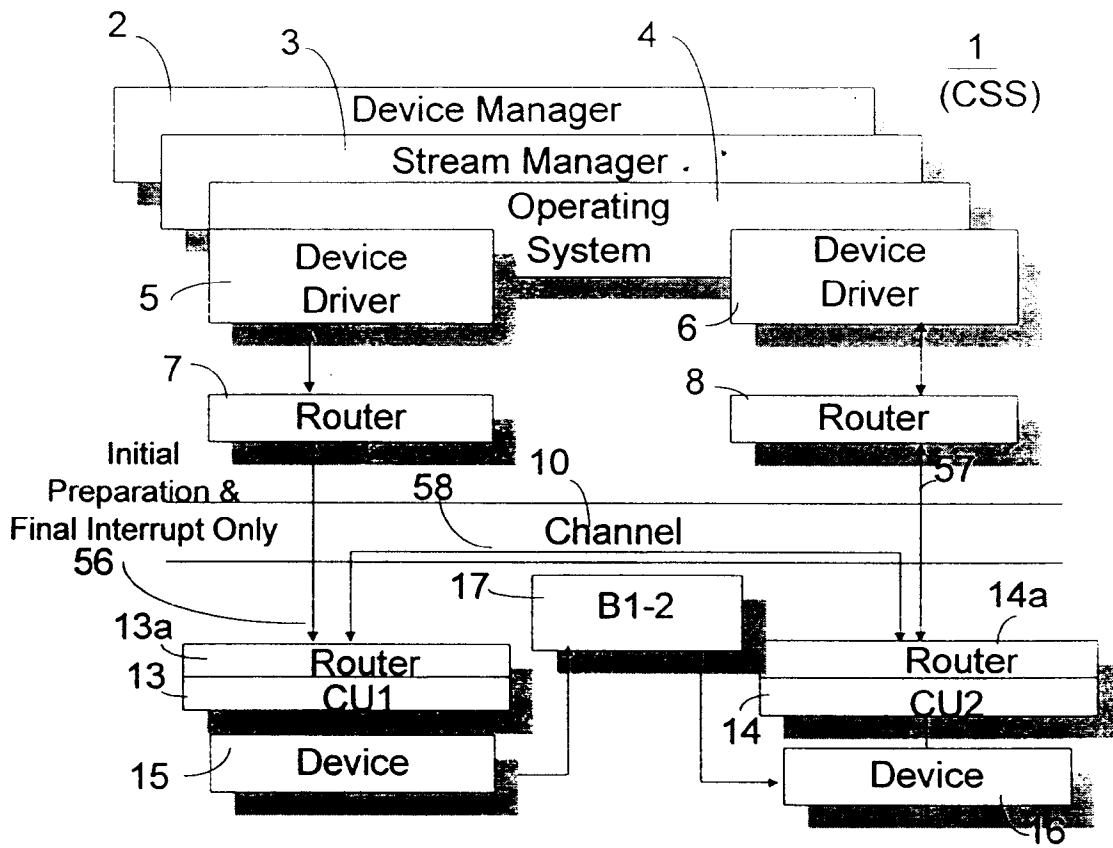 2
3
4
1
(CSS)
Device Manager
Stream Manager
Operating
System
Device
Driver
5
Device
Driver
6
7
Router
8
Router
Initial
Preparation &
Final Interrupt Only
56
58
10
57
Channel
17
B1-2
13a
Router
13
CU1
14a
Router
14
CU2
15
Device
Device
16